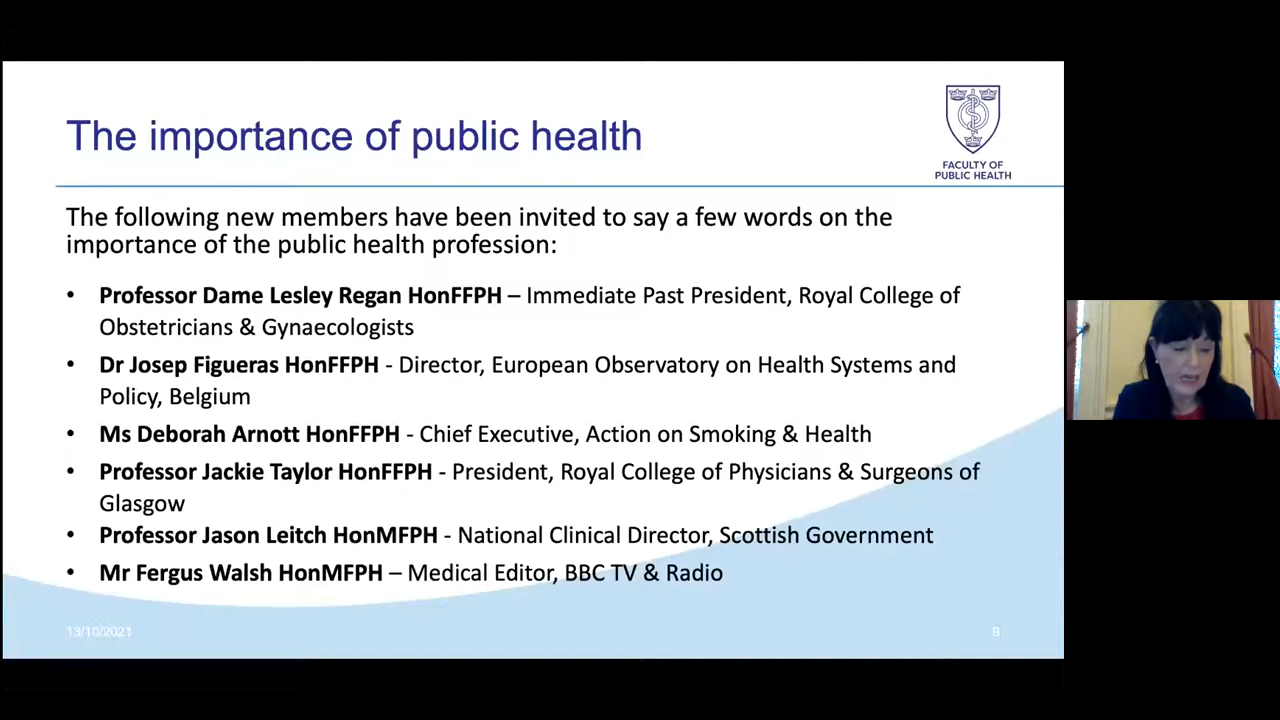 The importance of public health
FACULTY OF
PUBLIC HEALTH
The following new members have been invited to say a few words on the
importance of the public health profession:
• Professor Dame Lesley Regan HonFFPH – Immediate Past President, Royal College of
Obstetricians & Gynaecologists
• Dr Josep Figueras HonFFPH - Director, European Observatory on Health Systems and
Policy, Belgium
• Ms Deborah Arnott HonFFPH - Chief Executive, Action on Smoking & Health
• Professor Jackie Taylor HonFFPH - President, Royal College of Physicians & Surgeons of
Glasgow
• Professor Jason Leitch HonMFPH - National Clinical Director, Scottish Government
• Mr Fergus Walsh HonMFPH – Medical Editor, BBC TV & Radio
13/10/2021